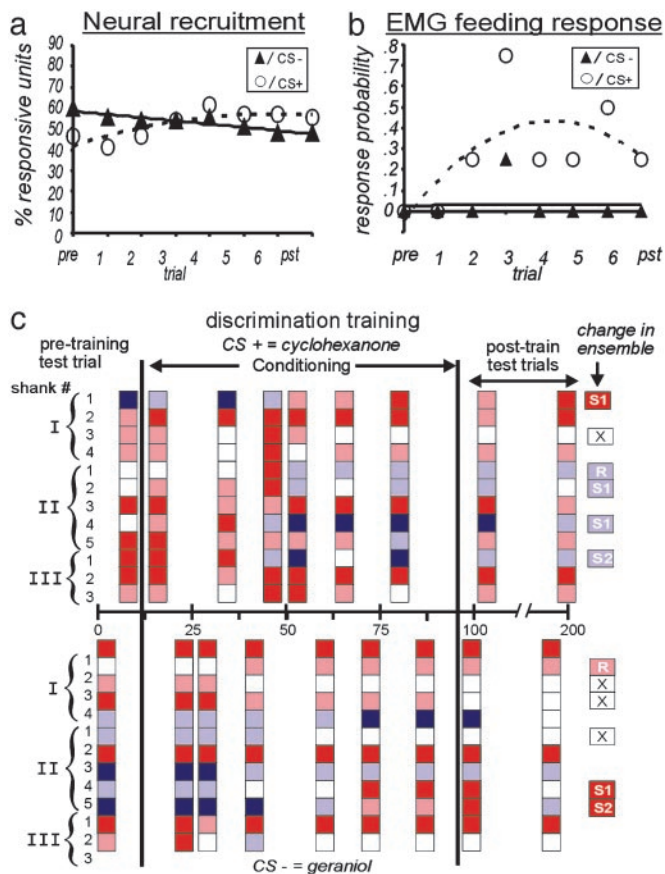 a Neural recruitment
% responsive units
90
80
70
60
50
40
30
20
10
0
▲/ CS -
○/ CS+
pre 1 2 3 4 5 6 pst
trial
b EMG feeding response
response probability
.8
.6
.5
.4
.3
.2
.1
0
▲/ CS -
○/ CS+
pre 1 2 3 4 5 6 pst
trial
c discrimination training
pre-training
test trial
CS + = cyclohexanone
Conditioning
post-train
test trials
change in
ensemble
shank #
I
1
2
3
4
II
1
2
3
4
5
III
1
2
3
S1
X
R
S1
S1
S2
0 25 50 75 100 200
I
1
2
3
4
II
1
2
3
4
5
III
1
2
3
R
X
X
X
S1
S2
CS - = geraniol